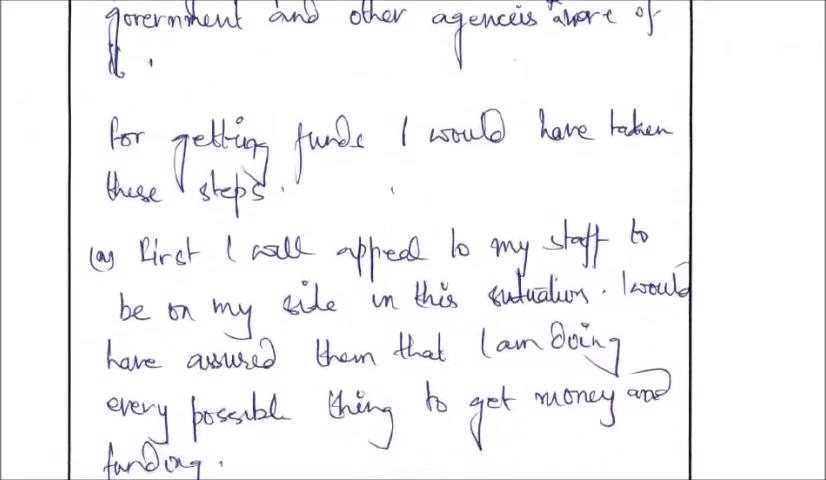 government and other agenceis aware of
it.
for getting funds I would have taken
these steps.
(a) First I will appeal to my staff to
be on my side in this situation. I would
have assured them that I am doing
every possible thing to get money and
funding.